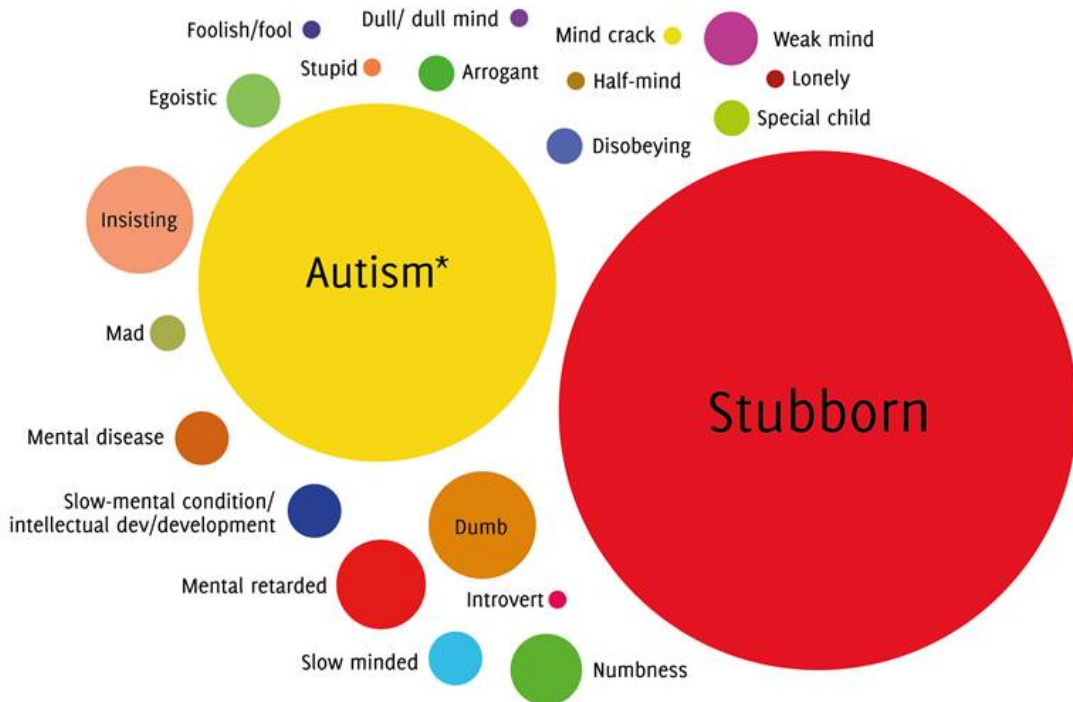 Foolish/fool
Dull/ dull mind
Mind crack
Weak mind
Stupid
Arrogant
Half-mind
Lonely
Egoistic
Special child
Disobeying
Insisting
Autism*
Mad
Stubborn
Mental disease
Slow-mental condition/
intellectual dev/development
Dumb
Mental retarded
Introvert
Slow minded
Numbness